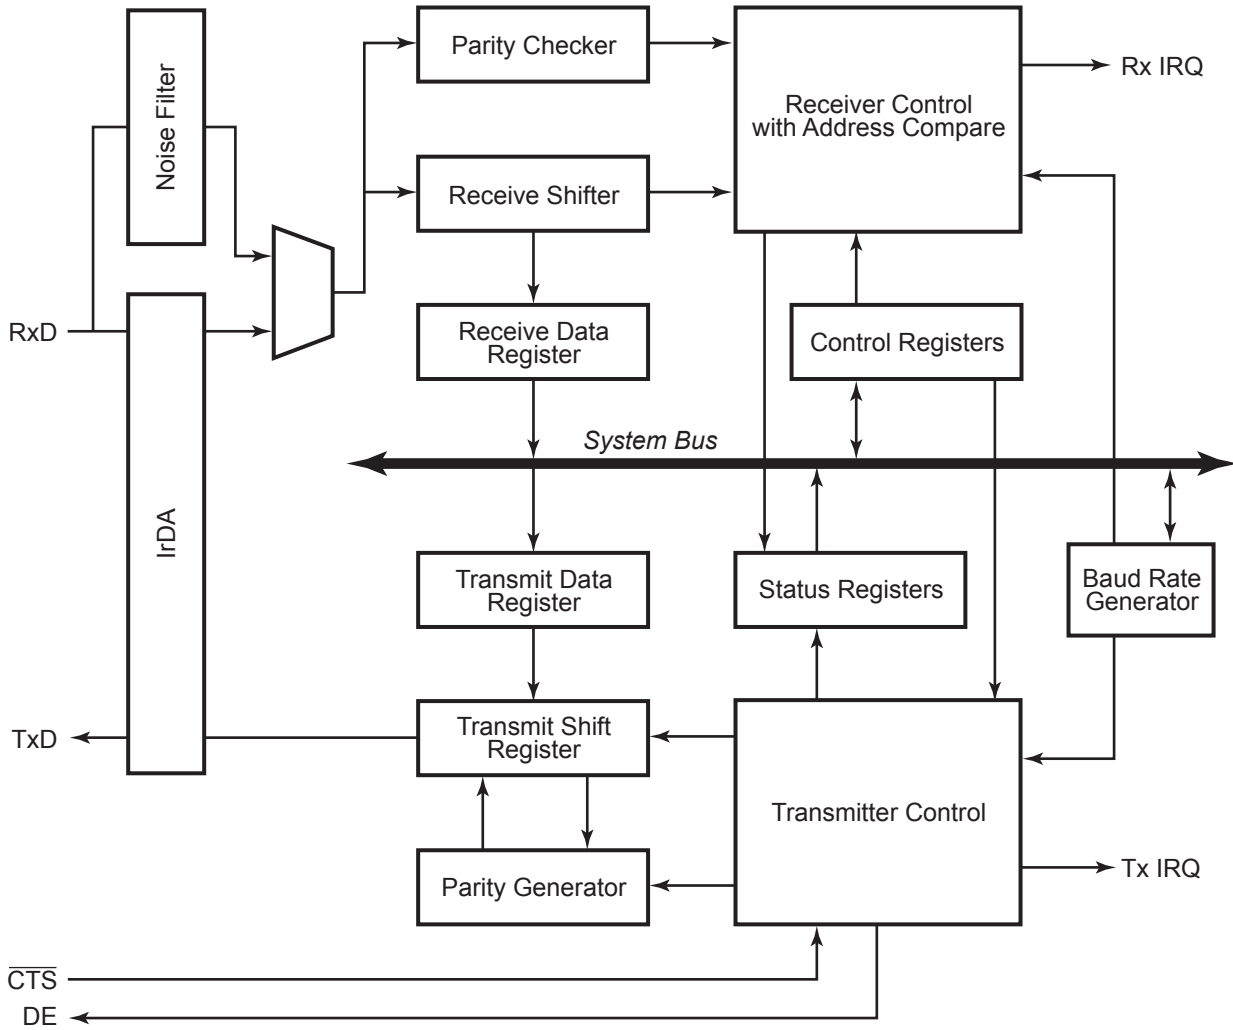 Noise Filter
Parity Checker
Receiver Control
with Address Compare
Rx IRQ
Receive Shifter
RxD
Receive Data
Register
Control Registers
System Bus
IrDA
Transmit Data
Register
Status Registers
Baud Rate
Generator
TxD
Transmit Shift
Register
Transmitter Control
Parity Generator
Tx IRQ
CTS
DE